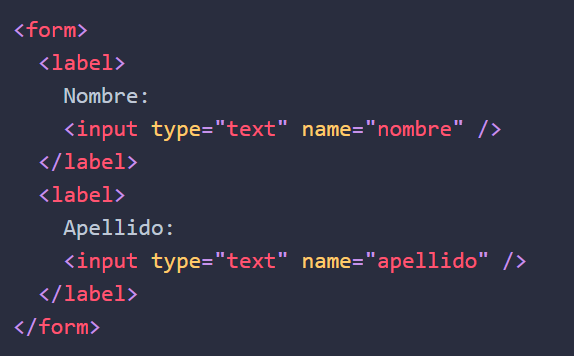 <form>
  <label>
    Nombre:
    <input type="text" name="nombre" />
  </label>
  <label>
    Apellido:
    <input type="text" name="apellido" />
  </label>
</form>